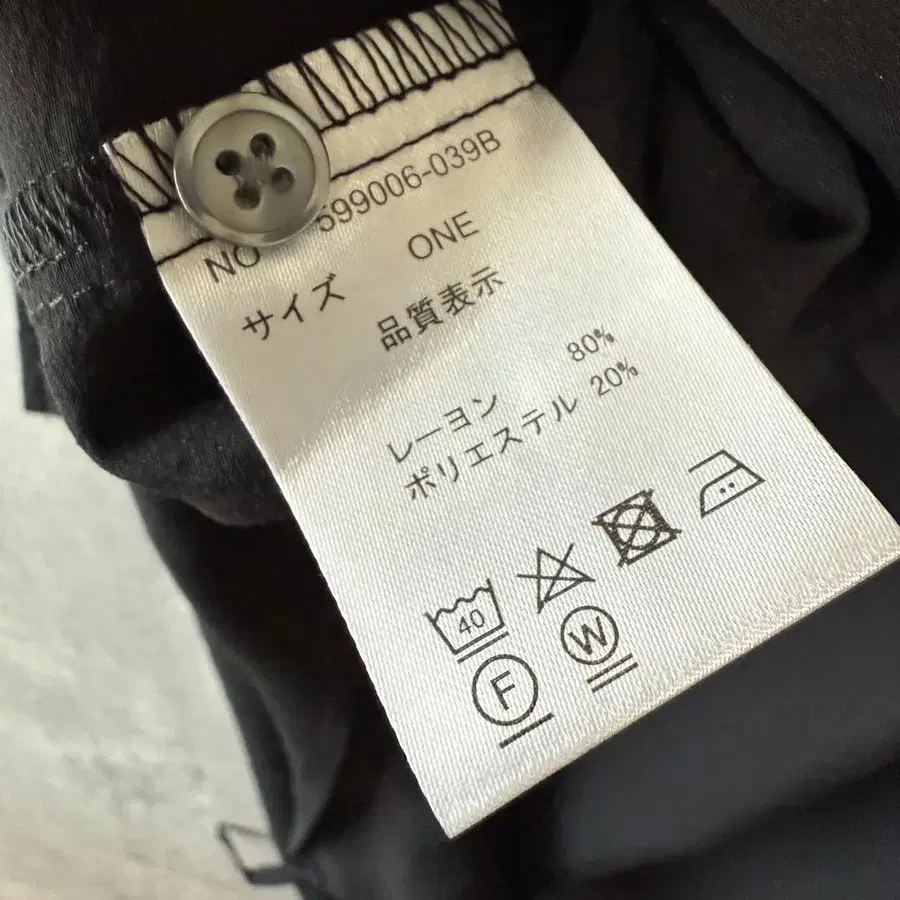 NO 599006-039B
サイズ ONE
品質表示
レーヨン 80%
ポリエステル 20%
40
F W